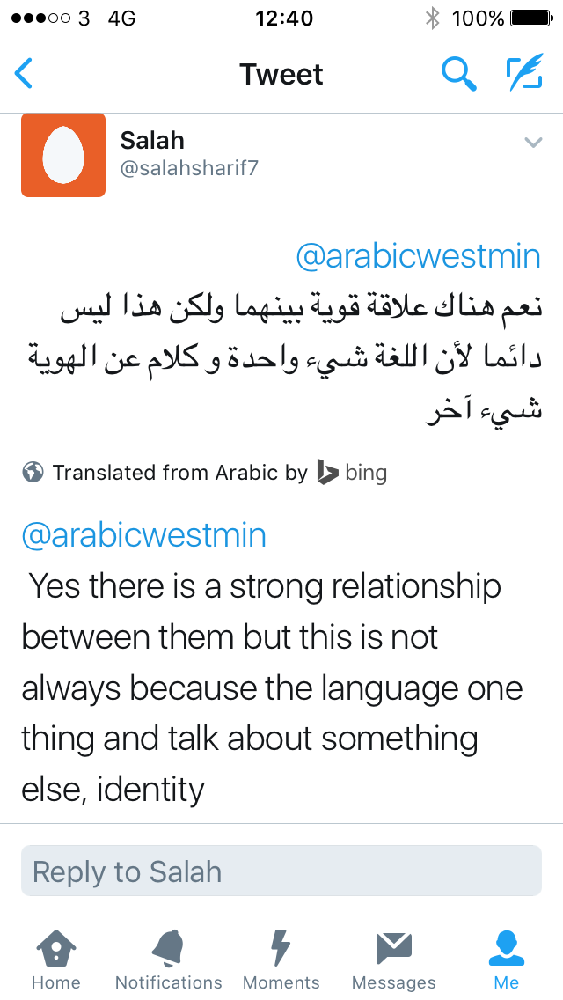 3 4G 12:40 100%
Tweet
Salah
@salahsharif7
@arabicwestmin
نعم هناك علاقة قوية بينهما ولكن هذا ليس
دائما لأن اللغة شيء واحدة و كلام عن الهوية
شيء آخر
Translated from Arabic by bing
@arabicwestmin
Yes there is a strong relationship
between them but this is not
always because the language one
thing and talk about something
else, identity
Reply to Salah
Home Notifications Moments Messages Me